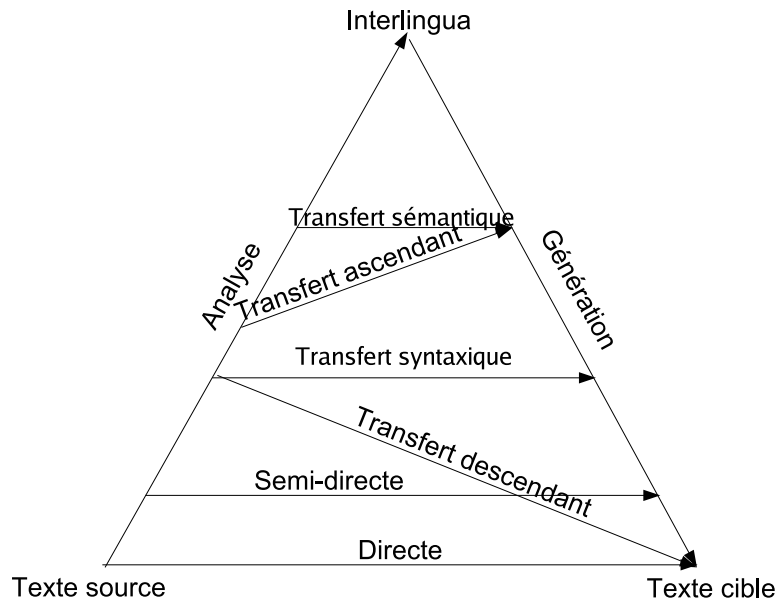 Interlingua
Transfert sémantique
Transfert ascendant
Analyse
Génération
Transfert syntaxique
Transfert descendant
Semi-directe
Directe
Texte source
Texte cible